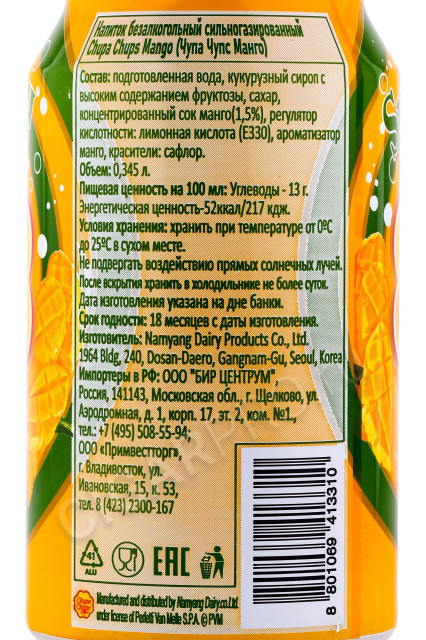 Напиток безалкогольный сильногазированный
Chupa Chups Mango (Чупа Чупс Манго)
Состав: подготовленная вода, кукурузный сироп с
высоким содержанием фруктозы, сахар,
концентрированный сок манго(1,5%), регулятор
кислотности: лимонная кислота (Е330), ароматизатор
манго, красители: сафлор.
Объем: 0,345 л.
Пищевая ценность на 100 мл: Углеводы - 13 г.
Энергетическая ценность-52ккал/217 кдж.
Условия хранения: хранить при температуре от 0ºС
до 25ºС в сухом месте.
Не подвергать воздействию прямых солнечных лучей.
После вскрытия хранить в холодильнике не более суток.
Дата изготовления указана на дне банки.
Срок годности: 18 месяцев с даты изготовления.
Изготовитель: Namyang Dairy Products Co., Ltd.
1964 Bldg, 240, Dosan-Daero, Gangnam-Gu, Seoul, Korea
Импортеры в РФ: ООО "БИР ЦЕНТРУМ",
Россия, 141143, Московская обл., г. Щелково, ул.
Аэродромная, д. 1, корп. 17, эт. 2, ком. №1.,
тел.: +7 (495) 508-55-94;
ООО «Примвестторг»,
г. Владивосток, ул.
Ивановская, 15, к. 53,
тел. 8 (423) 2300-167
8 801069 413310
41
ALU
EAC
Chupa Chups
Manufactured and distributed by Namyang Dairy.co.Ltd.
under license of Perfetti Van Melle S.P.A. © PVM